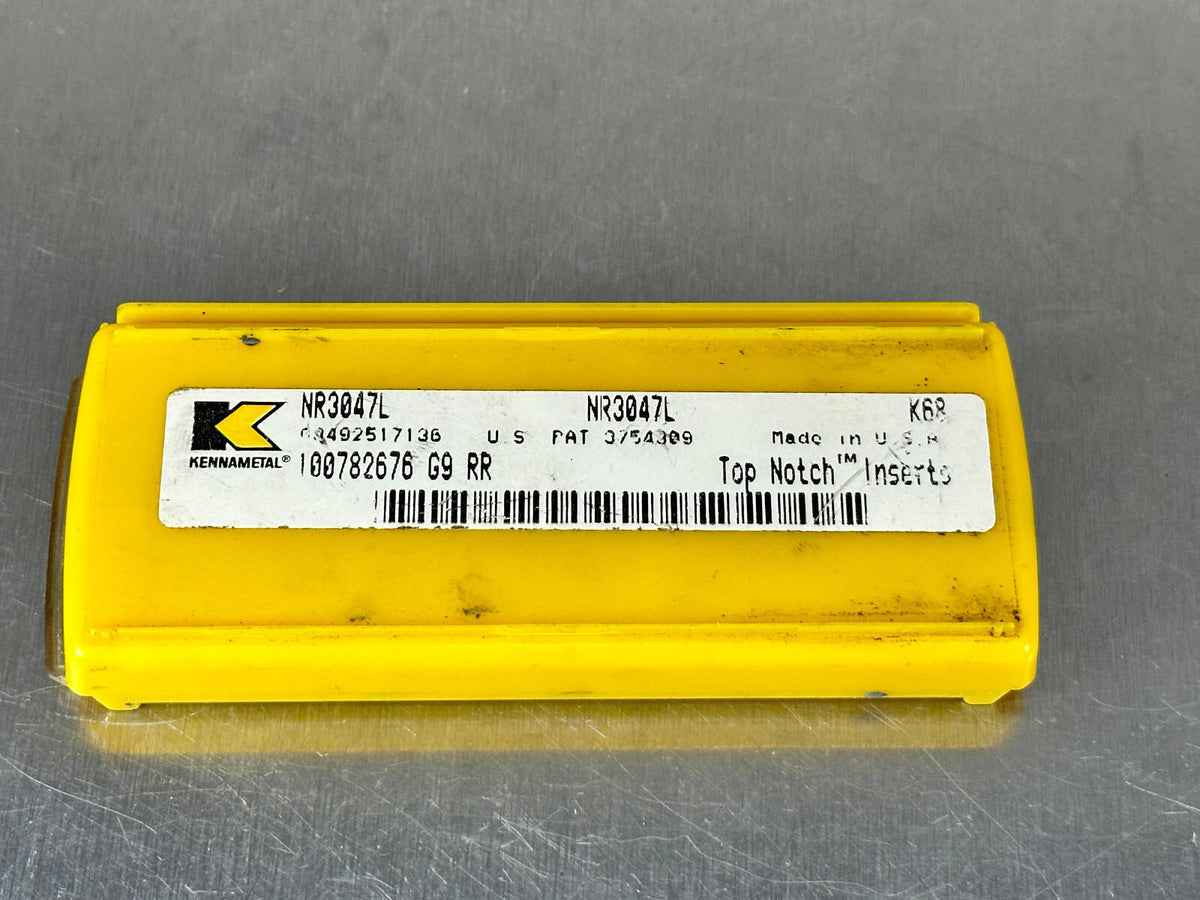 NR3047L NR3047L K68
KENNAMETAL®
U.S PAT 3754309 Made in U.S.A
100782676 G9 RR Top Notch™ Inserts